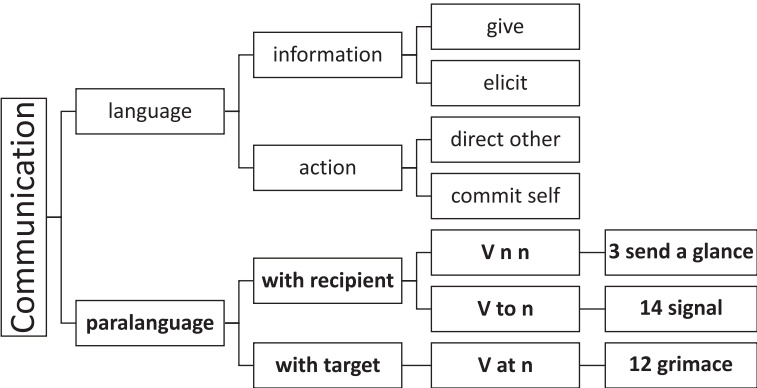 Communication
language
information
give
elicit
action
direct other
commit self
paralanguage
with recipient
V n n
3 send a glance
V to n
14 signal
with target
V at n
12 grimace